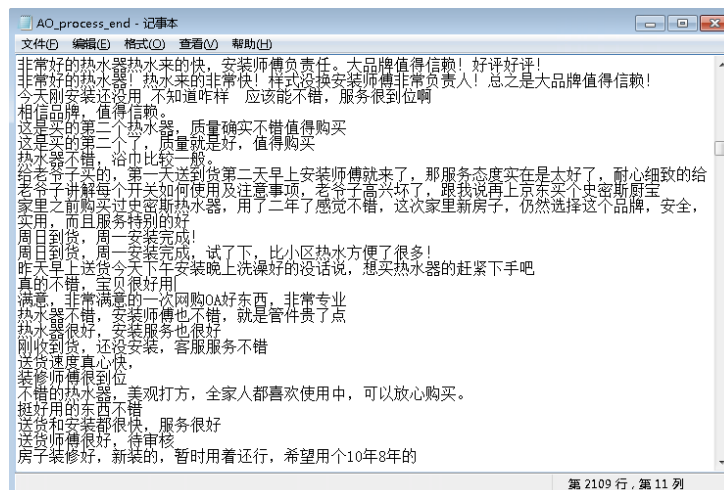 AO_process_end - 记事本
文件(F) 编辑(E) 格式(O) 查看(V) 帮助(H)
非常好的热水器热水来的快，安装师傅负责任。大品牌值得信赖！好评好评！
非常好的热水器！热水来的非常快！样式没换安装师傅非常负责人！总之是大品牌值得信赖！
今天刚安装还没用 不知道咋样  应该能不错，服务很到位啊
相信品牌，值得信赖。
这是买的第二个热水器，质量确实不错值得购买
这是买的第二个了，质量就是好，值得购买
热水器不错，浴巾比较一般。
给老爷子买的，第一天送到货第二天早上安装师傅就来了，那服务态度实在是太好了，耐心细致的给
老爷子讲解每个开关如何使用及注意事项，老爷子高兴坏了，跟我说再上京东买个史密斯厨宝
家里之前购买过史密斯热水器，用了二年了感觉不错，这次家里新房子，仍然选择这个品牌，安全，
实用，而且服务特别的好
周日到货，周一安装完成！
周日到货，周一安装完成，试了下，比小区热水方便了很多！
昨天早上送货今天下午安装晚上洗澡好的没话说，想买热水器的赶紧下手吧
真的不错，宝贝很好用
满意，非常满意的一次网购OA好东西，非常专业
热水器不错，安装师傅也不错，就是管件贵了点
热水器很好，安装服务也很好
刚收到货，还没安装，客服服务不错
送货速度真心快，
装修师傅很到位
不错的热水器，美观打方，全家人都喜欢使用中，可以放心购买。
挺好用的东西不错
送货和安装都很快，服务很好
送货师傅很好，待审核
房子装修好，新装的，暂时用着还行，希望用个10年8年的
第 2109 行，第 11 列